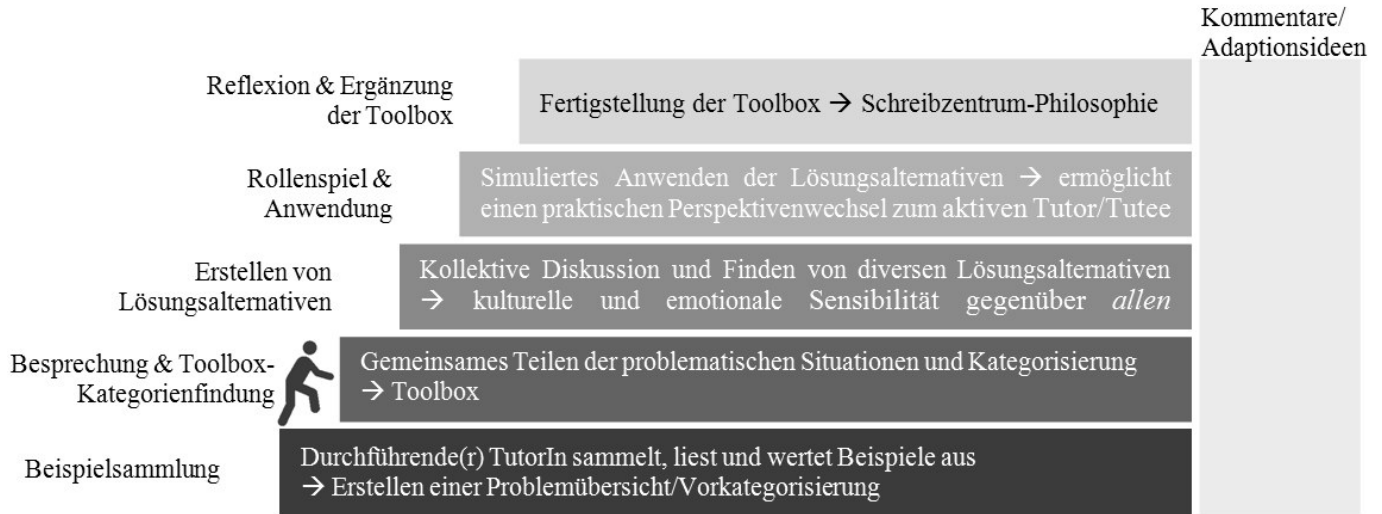 Kommentare/
Adaptionsideen
Reflexion & Ergänzung
der Toolbox
Fertigstellung der Toolbox → Schreibzentrum-Philosophie
Rollenspiel &
Anwendung
Simuliertes Anwenden der Lösungsalternativen → ermöglicht
einen praktischen Perspektivenwechsel zum aktiven Tutor/Tutee
Erstellen von
Lösungsalternativen
Kollektive Diskussion und Finden von diversen Lösungsalternativen
→ kulturelle und emotionale Sensibilität gegenüber allen
Besprechung & Toolbox-
Kategorienfindung
Gemeinsames Teilen der problematischen Situationen und Kategorisierung
→ Toolbox
Beispielsammlung
Durchführende(r) TutorIn sammelt, liest und wertet Beispiele aus
→ Erstellen einer Problemübersicht/Vorkategorisierung